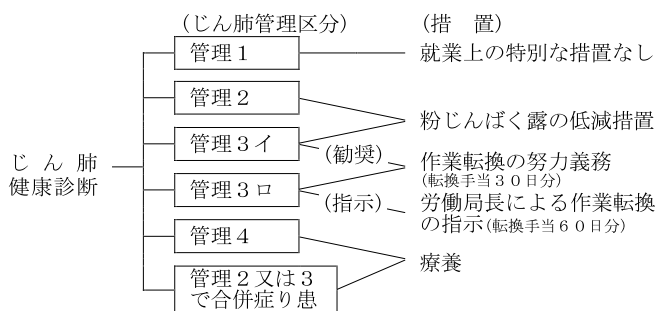 （じん肺管理区分）　（措　置）
管理１　就業上の特別な措置なし
管理２
粉じんばく露の低減措置
管理３イ
（勧奨）
じ ん 肺
健康診断
作業転換の努力義務
（転換手当３０日分）
管理３ロ
（指示）
労働局長による作業転換
の指示（転換手当６０日分）
管理４
療養
管理２又は３
で合併症り患